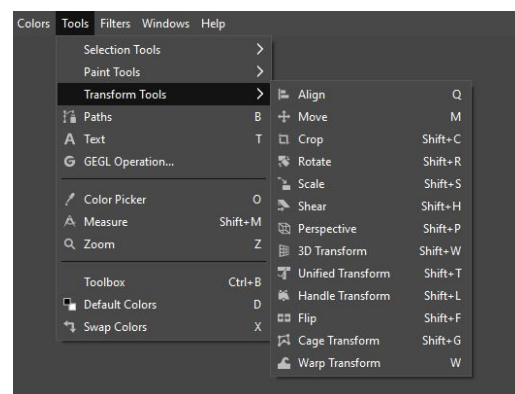 Colors Tools Filters Windows Help
Selection Tools
Paint Tools
Transform Tools
Paths B
Text T
GEGL Operation...
Color Picker O
Measure Shift+M
Zoom Z
Toolbox Ctrl+B
Default Colors D
Swap Colors X
Align Q
Move M
Crop Shift+C
Rotate Shift+R
Scale Shift+S
Shear Shift+H
Perspective Shift+P
3D Transform Shift+W
Unified Transform Shift+T
Handle Transform Shift+L
Flip Shift+F
Cage Transform Shift+G
Warp Transform W